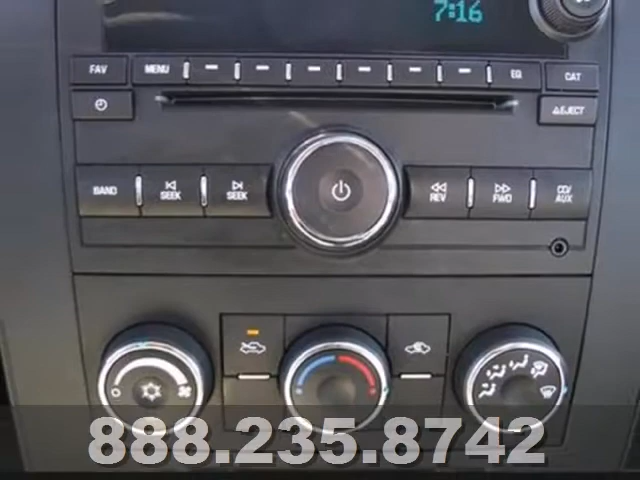 7:16
FAV MENU EQ CAT
EJECT
BAND SEEK SEEK REV FWD CD/AUX
888.235.8742